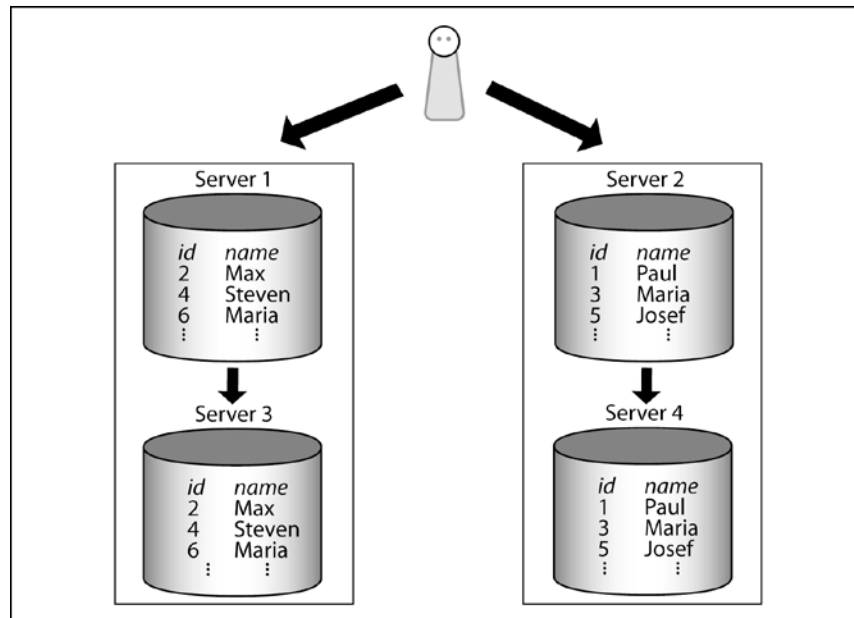 Server 1
id name
2 Max
4 Steven
6 Maria
⋮ ⋮
Server 3
id name
2 Max
4 Steven
6 Maria
⋮ ⋮
Server 2
id name
1 Paul
3 Maria
5 Josef
⋮ ⋮
Server 4
id name
1 Paul
3 Maria
5 Josef
⋮ ⋮